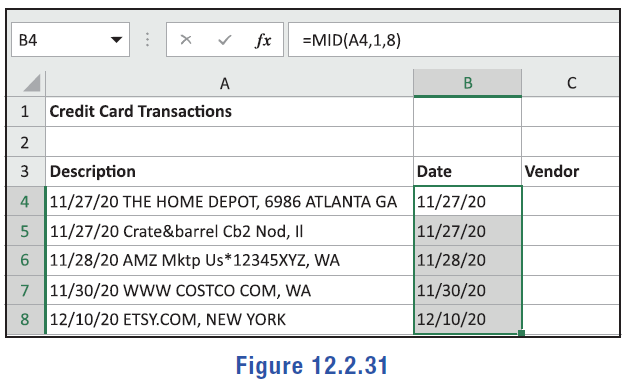 B4 fx =MID(A4,1,8)
A B C
1 Credit Card Transactions
2
3 Description Date Vendor
4 11/27/20 THE HOME DEPOT, 6986 ATLANTA GA 11/27/20
5 11/27/20 Crate&barrel Cb2 Nod, Il 11/27/20
6 11/28/20 AMZ Mktp Us*12345XYZ, WA 11/28/20
7 11/30/20 WWW COSTCO COM, WA 11/30/20
8 12/10/20 ETSY.COM, NEW YORK 12/10/20
Figure 12.2.31